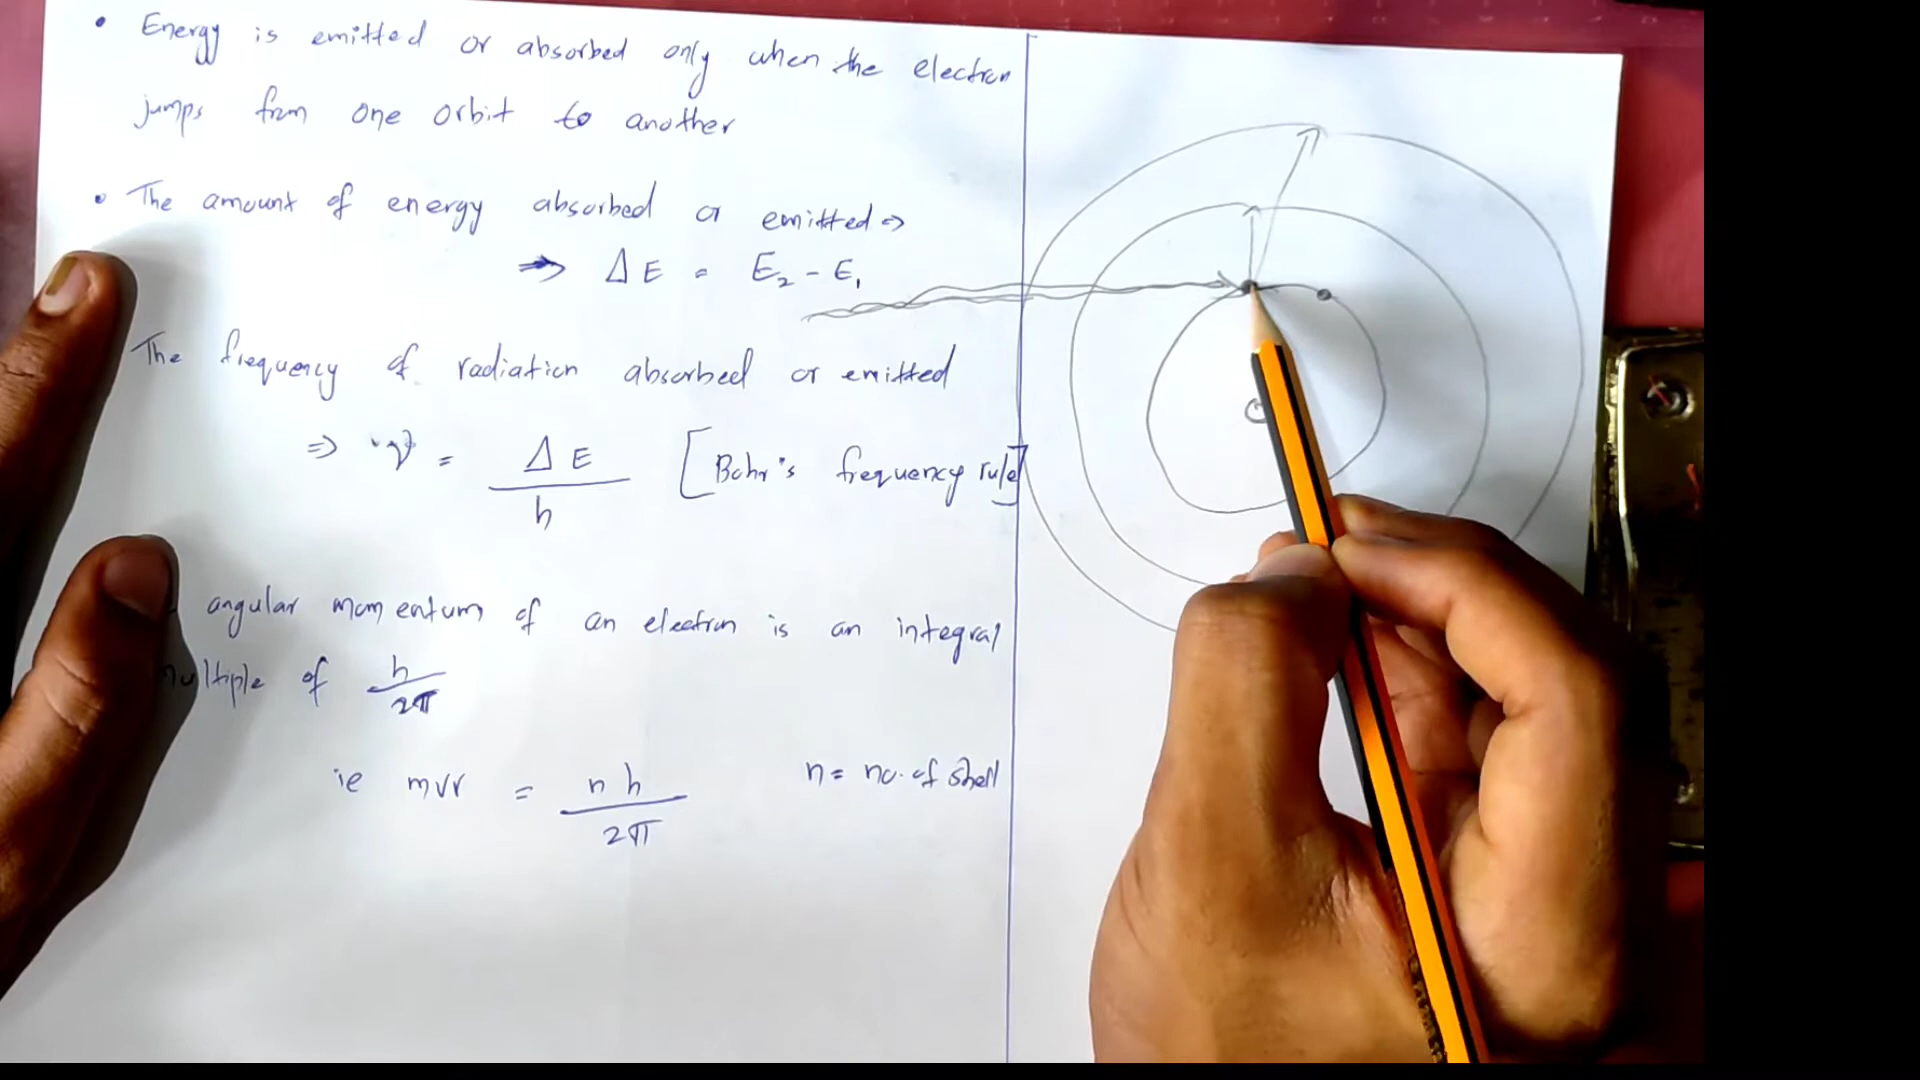 • Energy is emitted or absorbed only when the electron
jumps from one orbit to another
• The amount of energy absorbed or emitted ⇒
⇒ ΔE = E₂ - E₁
The frequency of radiation absorbed or emitted
⇒ "ν" = ΔE / h [Bohr's frequency rule]
angular momentum of an electron is an integral
multiple of h / 2π
ie mvr = nh / 2π n = no. of shell